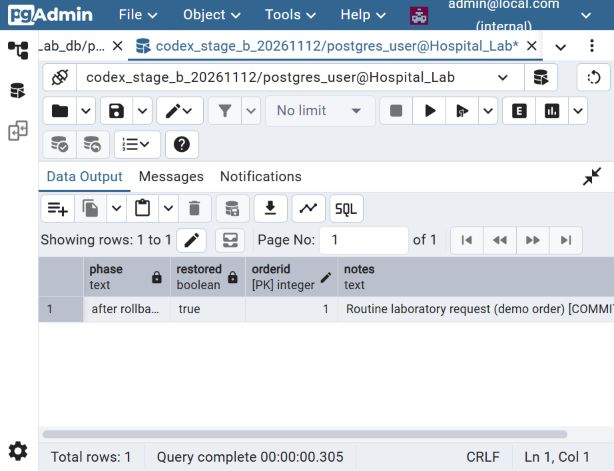 pgAdmin File Object Tools Help admin@local.com
(internal)
_ab_db/p... codex_stage_b_20261112/postgres_user@Hospital_Lab*
codex_stage_b_20261112/postgres_user@Hospital_Lab
No limit E
Data Output Messages Notifications
SQL
Showing rows: 1 to 1 Page No: 1 of 1
phase restored orderid notes
text boolean [PK] integer text
1 after rollba... true 1 Routine laboratory request (demo order) [COMMIT
Total rows: 1 Query complete 00:00:00.305 CRLF Ln 1, Col 1